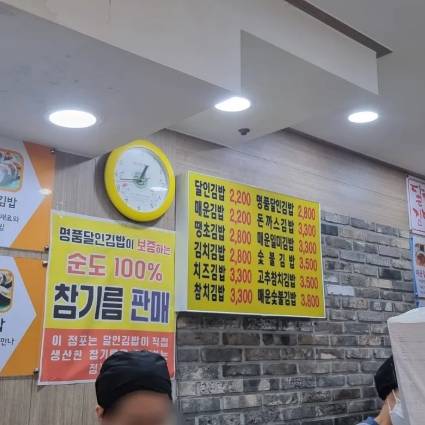 김밥
명품달인김밥이 보증하는
순도 100%
참기름 판매
이 점포는 달인김밥이 직접
생산한
달인김밥 2,200
매운김밥 2,200
땡초김밥 2,800
김치김밥 2,800
치즈김밥 3,300
참치김밥 3,300
명품달인김밥 2,800
돈까스김밥 3,300
매운멸미김밥 3,300
숯불김밥 3,500
고추참치김밥 3,500
매운숯불김밥 3,800